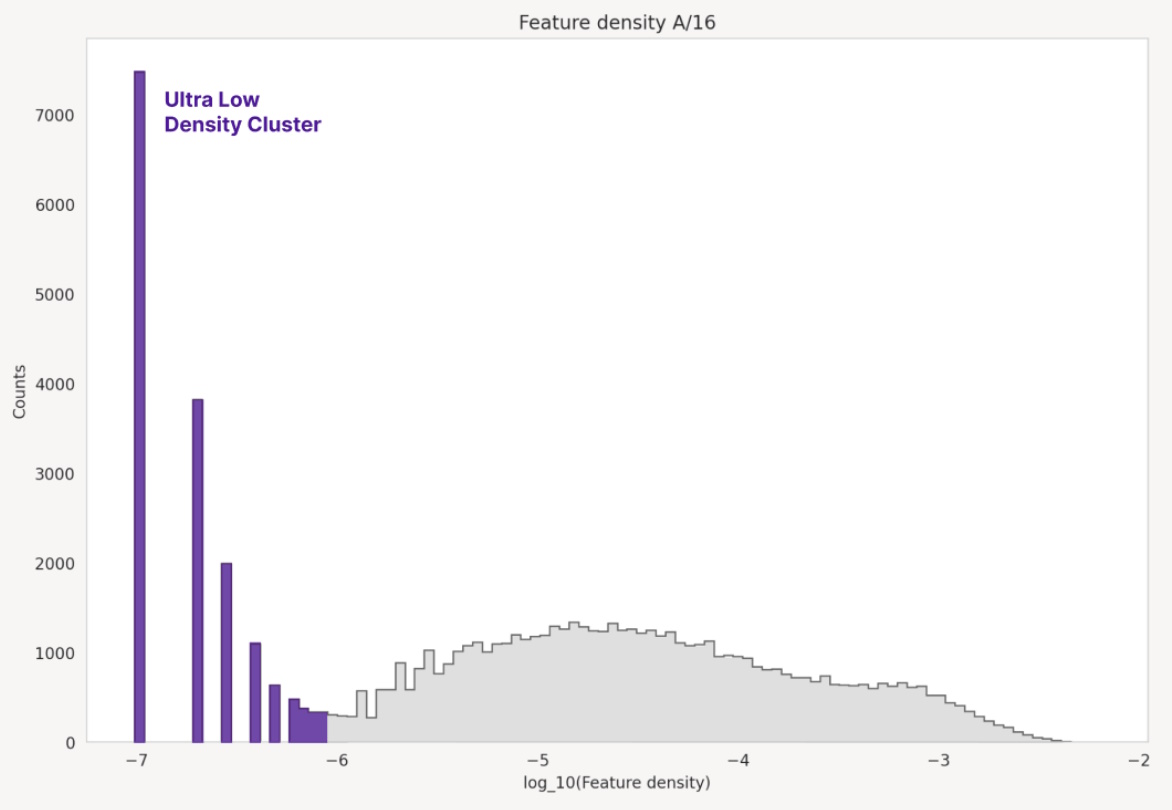 Feature density A/16
Ultra Low
Density Cluster
7000
6000
5000
4000
3000
2000
1000
0
Counts
−7
−6
−5
−4
−3
−2
log_10(Feature density)